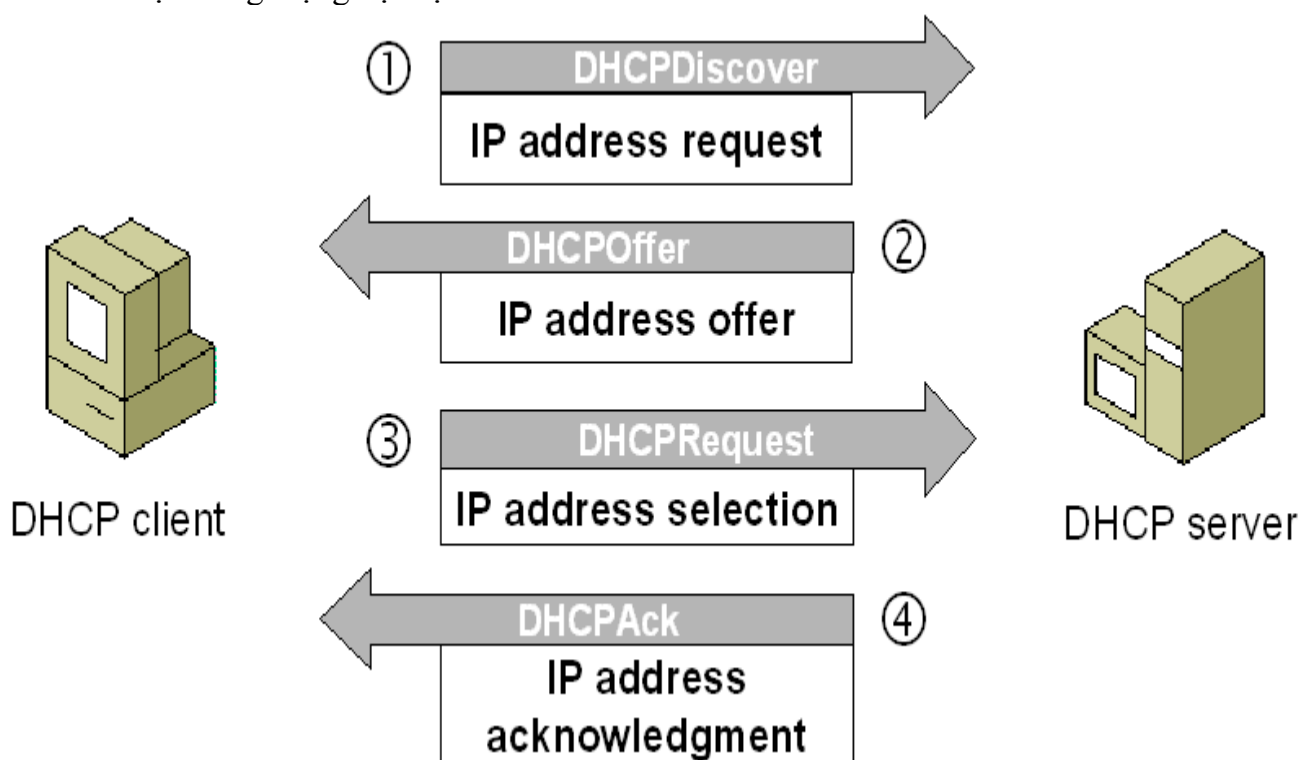 ① DHCPDiscover
IP address request
DHCPOffer ②
IP address offer
③ DHCPRequest
IP address selection
DHCP client
DHCP server
DHCPAck ④
IP address
acknowledgment